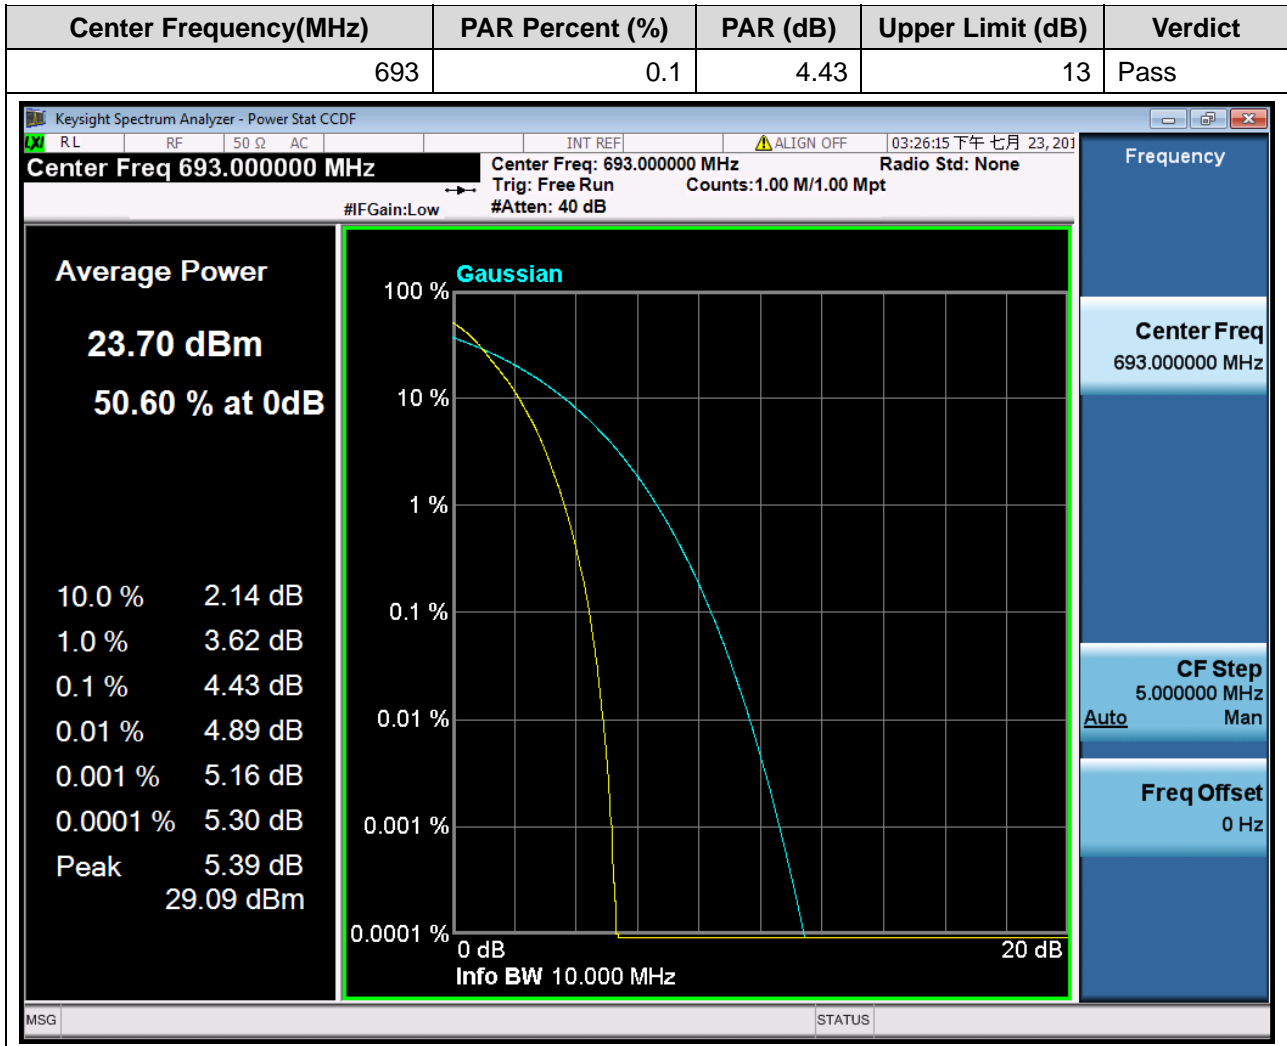 Center Frequency(MHz) PAR Percent (%) PAR (dB) Upper Limit (dB) Verdict
693 0.1 4.43 13 Pass
Keysight Spectrum Analyzer - Power Stat CCDF
LXI RL RF 50 Ω AC INT REF ALIGN OFF 03:26:15下午 七月 23, 201
Center Freq 693.000000 MHz
Center Freq: 693.000000 MHz Radio Std: None
Trig: Free Run Counts:1.00 M/1.00 Mpt
#IFGain:Low #Atten: 40 dB
Average Power
23.70 dBm
50.60 % at 0dB
10.0 % 2.14 dB
1.0 % 3.62 dB
0.1 % 4.43 dB
0.01 % 4.89 dB
0.001 % 5.16 dB
0.0001 % 5.30 dB
Peak 5.39 dB
29.09 dBm
Gaussian
100 %
10 %
1 %
0.1 %
0.01 %
0.001 %
0.0001 %
0 dB 20 dB
Info BW 10.000 MHz
Frequency
Center Freq
693.000000 MHz
CF Step
5.000000 MHz
Auto Man
Freq Offset
0 Hz
MSG STATUS